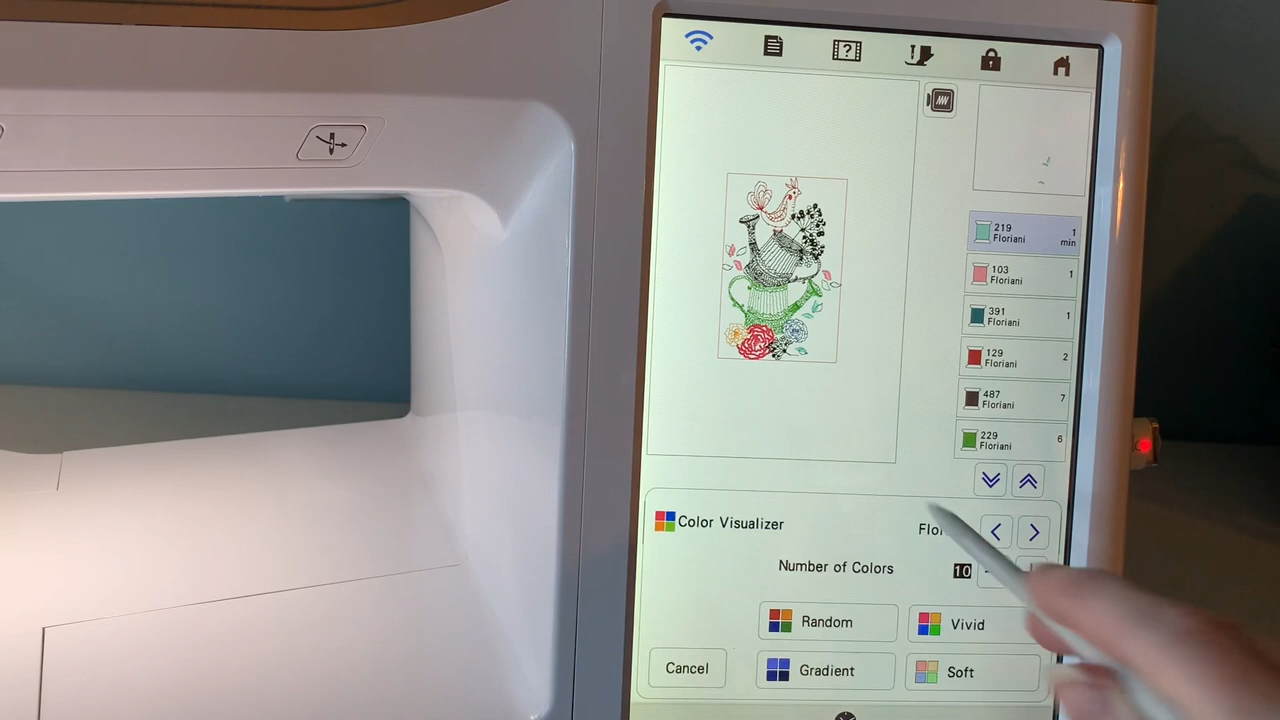 219
Floriani
1
min
103
Floriani
1
391
Floriani
1
129
Floriani
2
487
Floriani
7
229
Floriani
6
Color Visualizer
Number of Colors
10
Random
Vivid
Cancel
Gradient
Soft